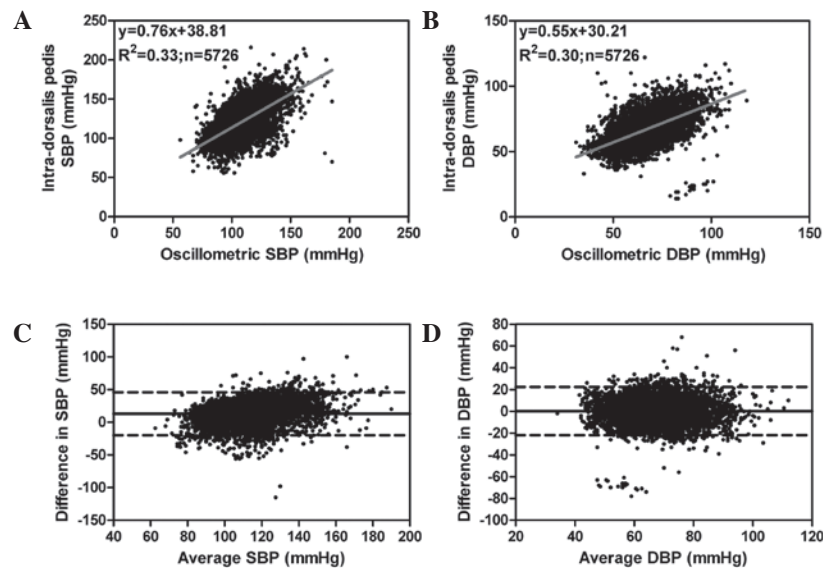 A
y=0.76x+38.81
R²=0.33;n=5726
Intra-dorsalis pedis
SBP (mmHg)
250
200
150
100
50
0
0 50 100 150 200 250
Oscillometric SBP (mmHg)
B
y=0.55x+30.21
R²=0.30;n=5726
Intra-dorsalis pedis
DBP (mmHg)
150
100
50
0
0 50 100 150
Oscillometric DBP (mmHg)
C
Difference in SBP (mmHg)
150
100
50
0
-50
-100
-150
40 60 80 100 120 140 160 180 200
Average SBP (mmHg)
D
Difference in DBP (mmHg)
80
60
40
20
0
-20
-40
-60
-80
-100
20 40 60 80 100 120
Average DBP (mmHg)